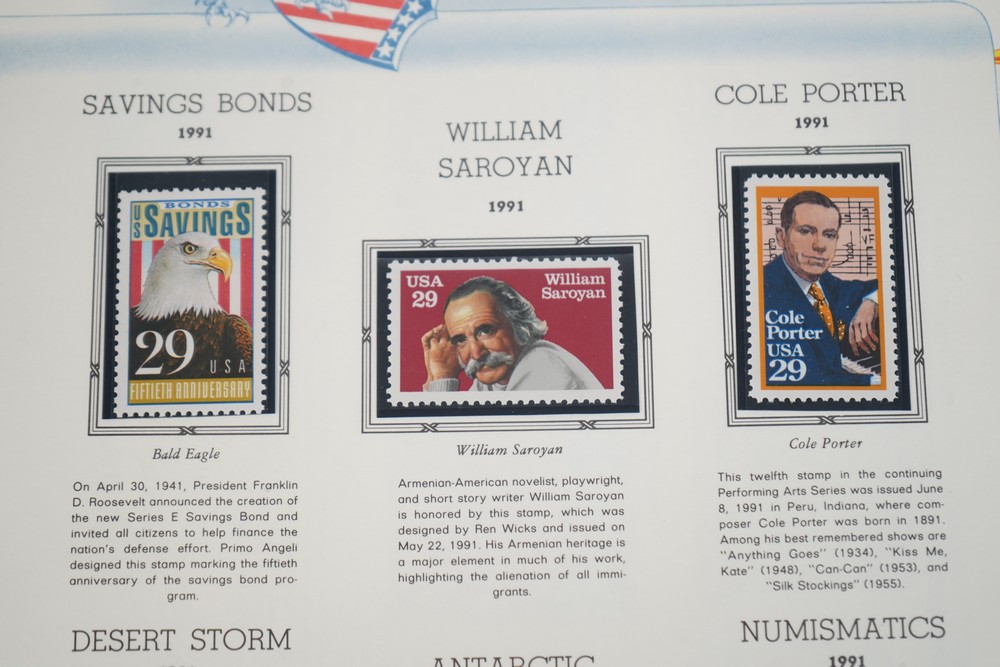 SAVINGS BONDS
1991
US
BONDS
SAVINGS
29
USA
FIFTIETH ANNIVERSARY
Bald Eagle
On April 30, 1941, President Franklin
D. Roosevelt announced the creation of
the new Series E Savings Bond and
invited all citizens to help finance the
nation's defense effort. Primo Angeli
designed this stamp marking the fiftieth
anniversary of the savings bond pro-
gram.
WILLIAM
SAROYAN
1991
USA
29
William
Saroyan
William Saroyan
Armenian-American novelist, playwright,
and short story writer William Saroyan
is honored by this stamp, which was
designed by Ren Wicks and issued on
May 22, 1991. His Armenian heritage is
a major element in much of his work,
highlighting the alienation of all immi-
grants.
COLE PORTER
1991
Cole
Porter
USA
29
Cole Porter
This twelfth stamp in the continuing
Performing Arts Series was issued June
8, 1991 in Peru, Indiana, where com-
poser Cole Porter was born in 1891.
Among his best remembered shows are
"Anything Goes" (1934), "Kiss Me,
Kate" (1948), "Can-Can" (1953), and
"Silk Stockings" (1955).
DESERT STORM
ANTARCTIC
NUMISMATICS
1991